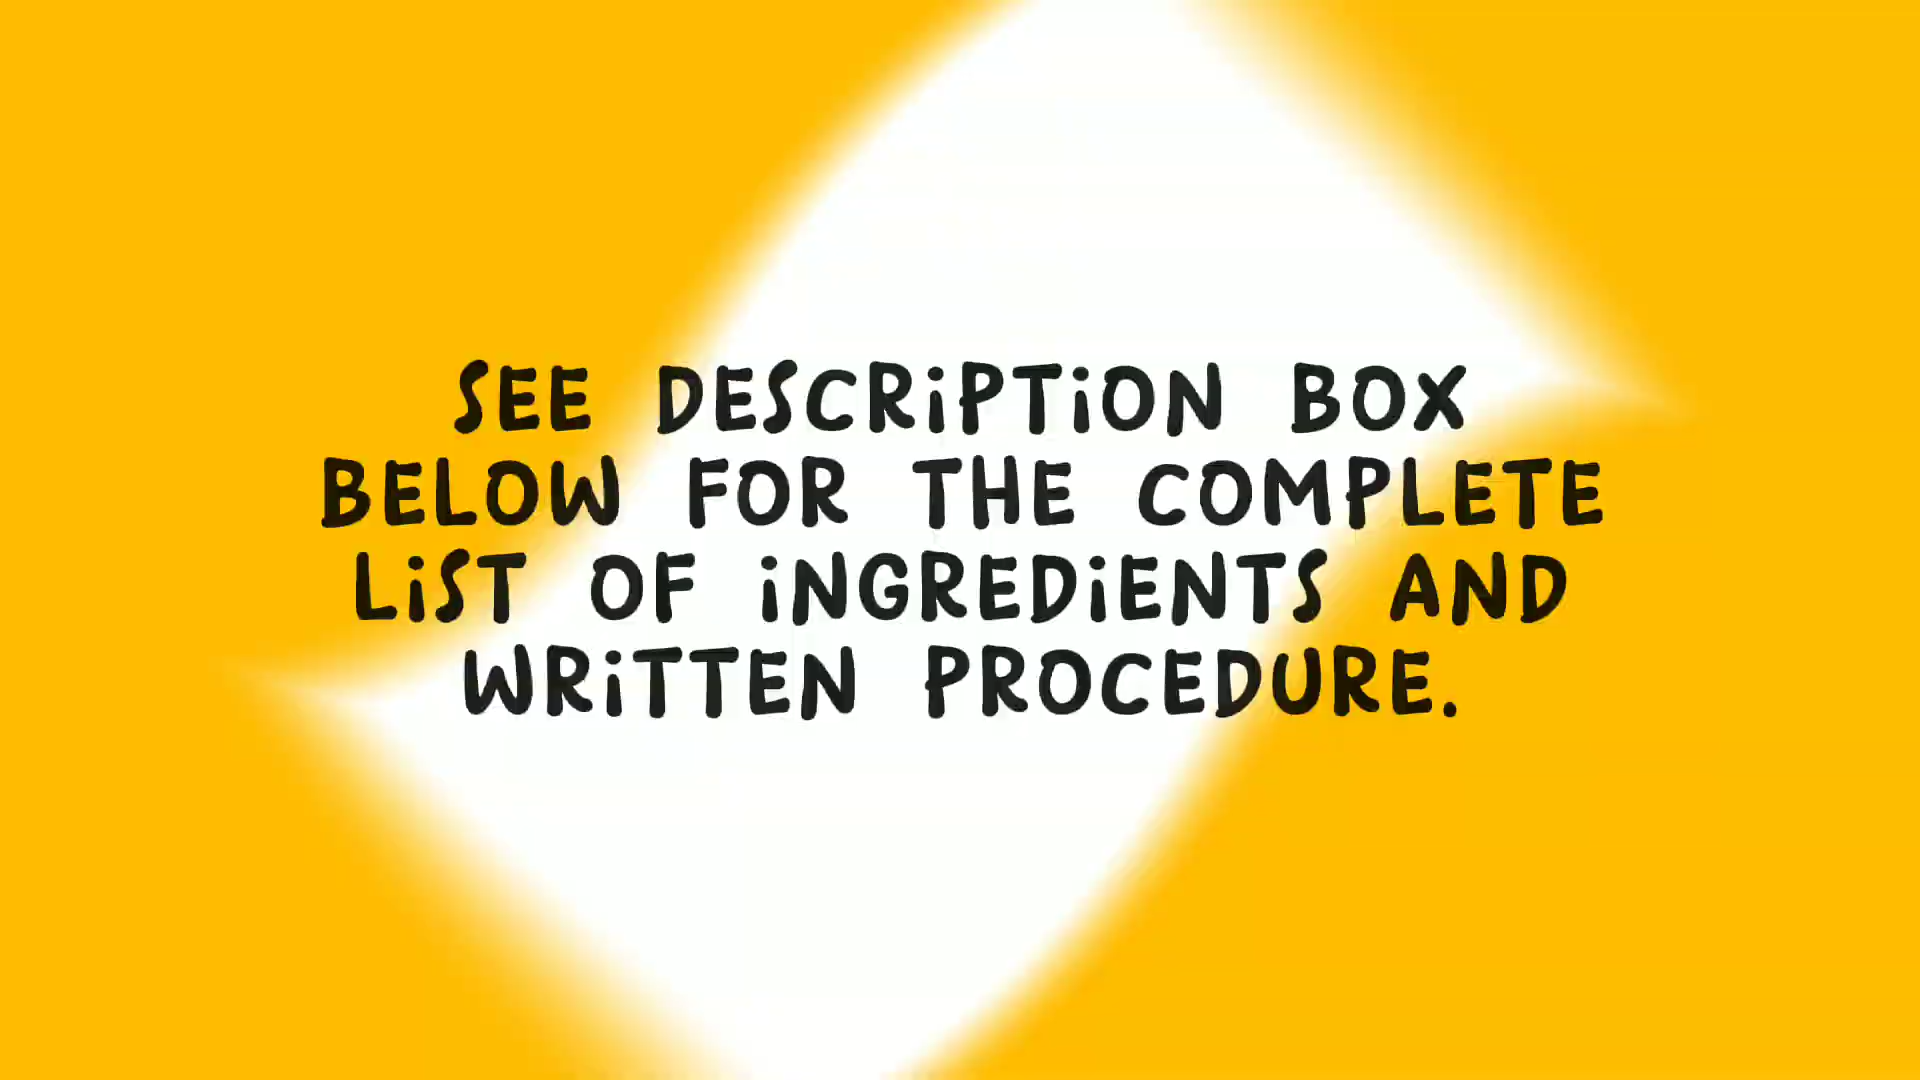 SEE DESCRiPTiON BOX
BELOW FOR THE COMPLETE
LiST OF iNGREDiENTS AND
WRiTTEN PROCEDURE.